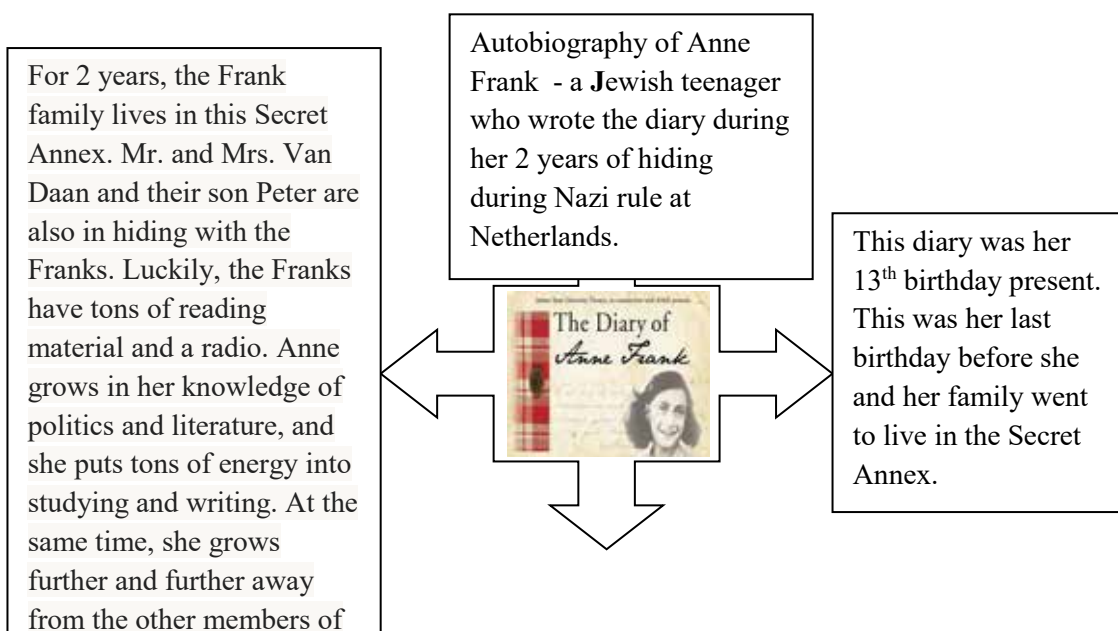 Autobiography of Anne
Frank - a Jewish teenager
who wrote the diary during
her 2 years of hiding
during Nazi rule at
Netherlands.
For 2 years, the Frank
family lives in this Secret
Annex. Mr. and Mrs. Van
Daan and their son Peter are
also in hiding with the
Franks. Luckily, the Franks
have tons of reading
material and a radio. Anne
grows in her knowledge of
politics and literature, and
she puts tons of energy into
studying and writing. At the
same time, she grows
further and further away
from the other members of
The Diary of
Anne Frank
This diary was her
13th birthday present.
This was her last
birthday before she
and her family went
to live in the Secret
Annex.